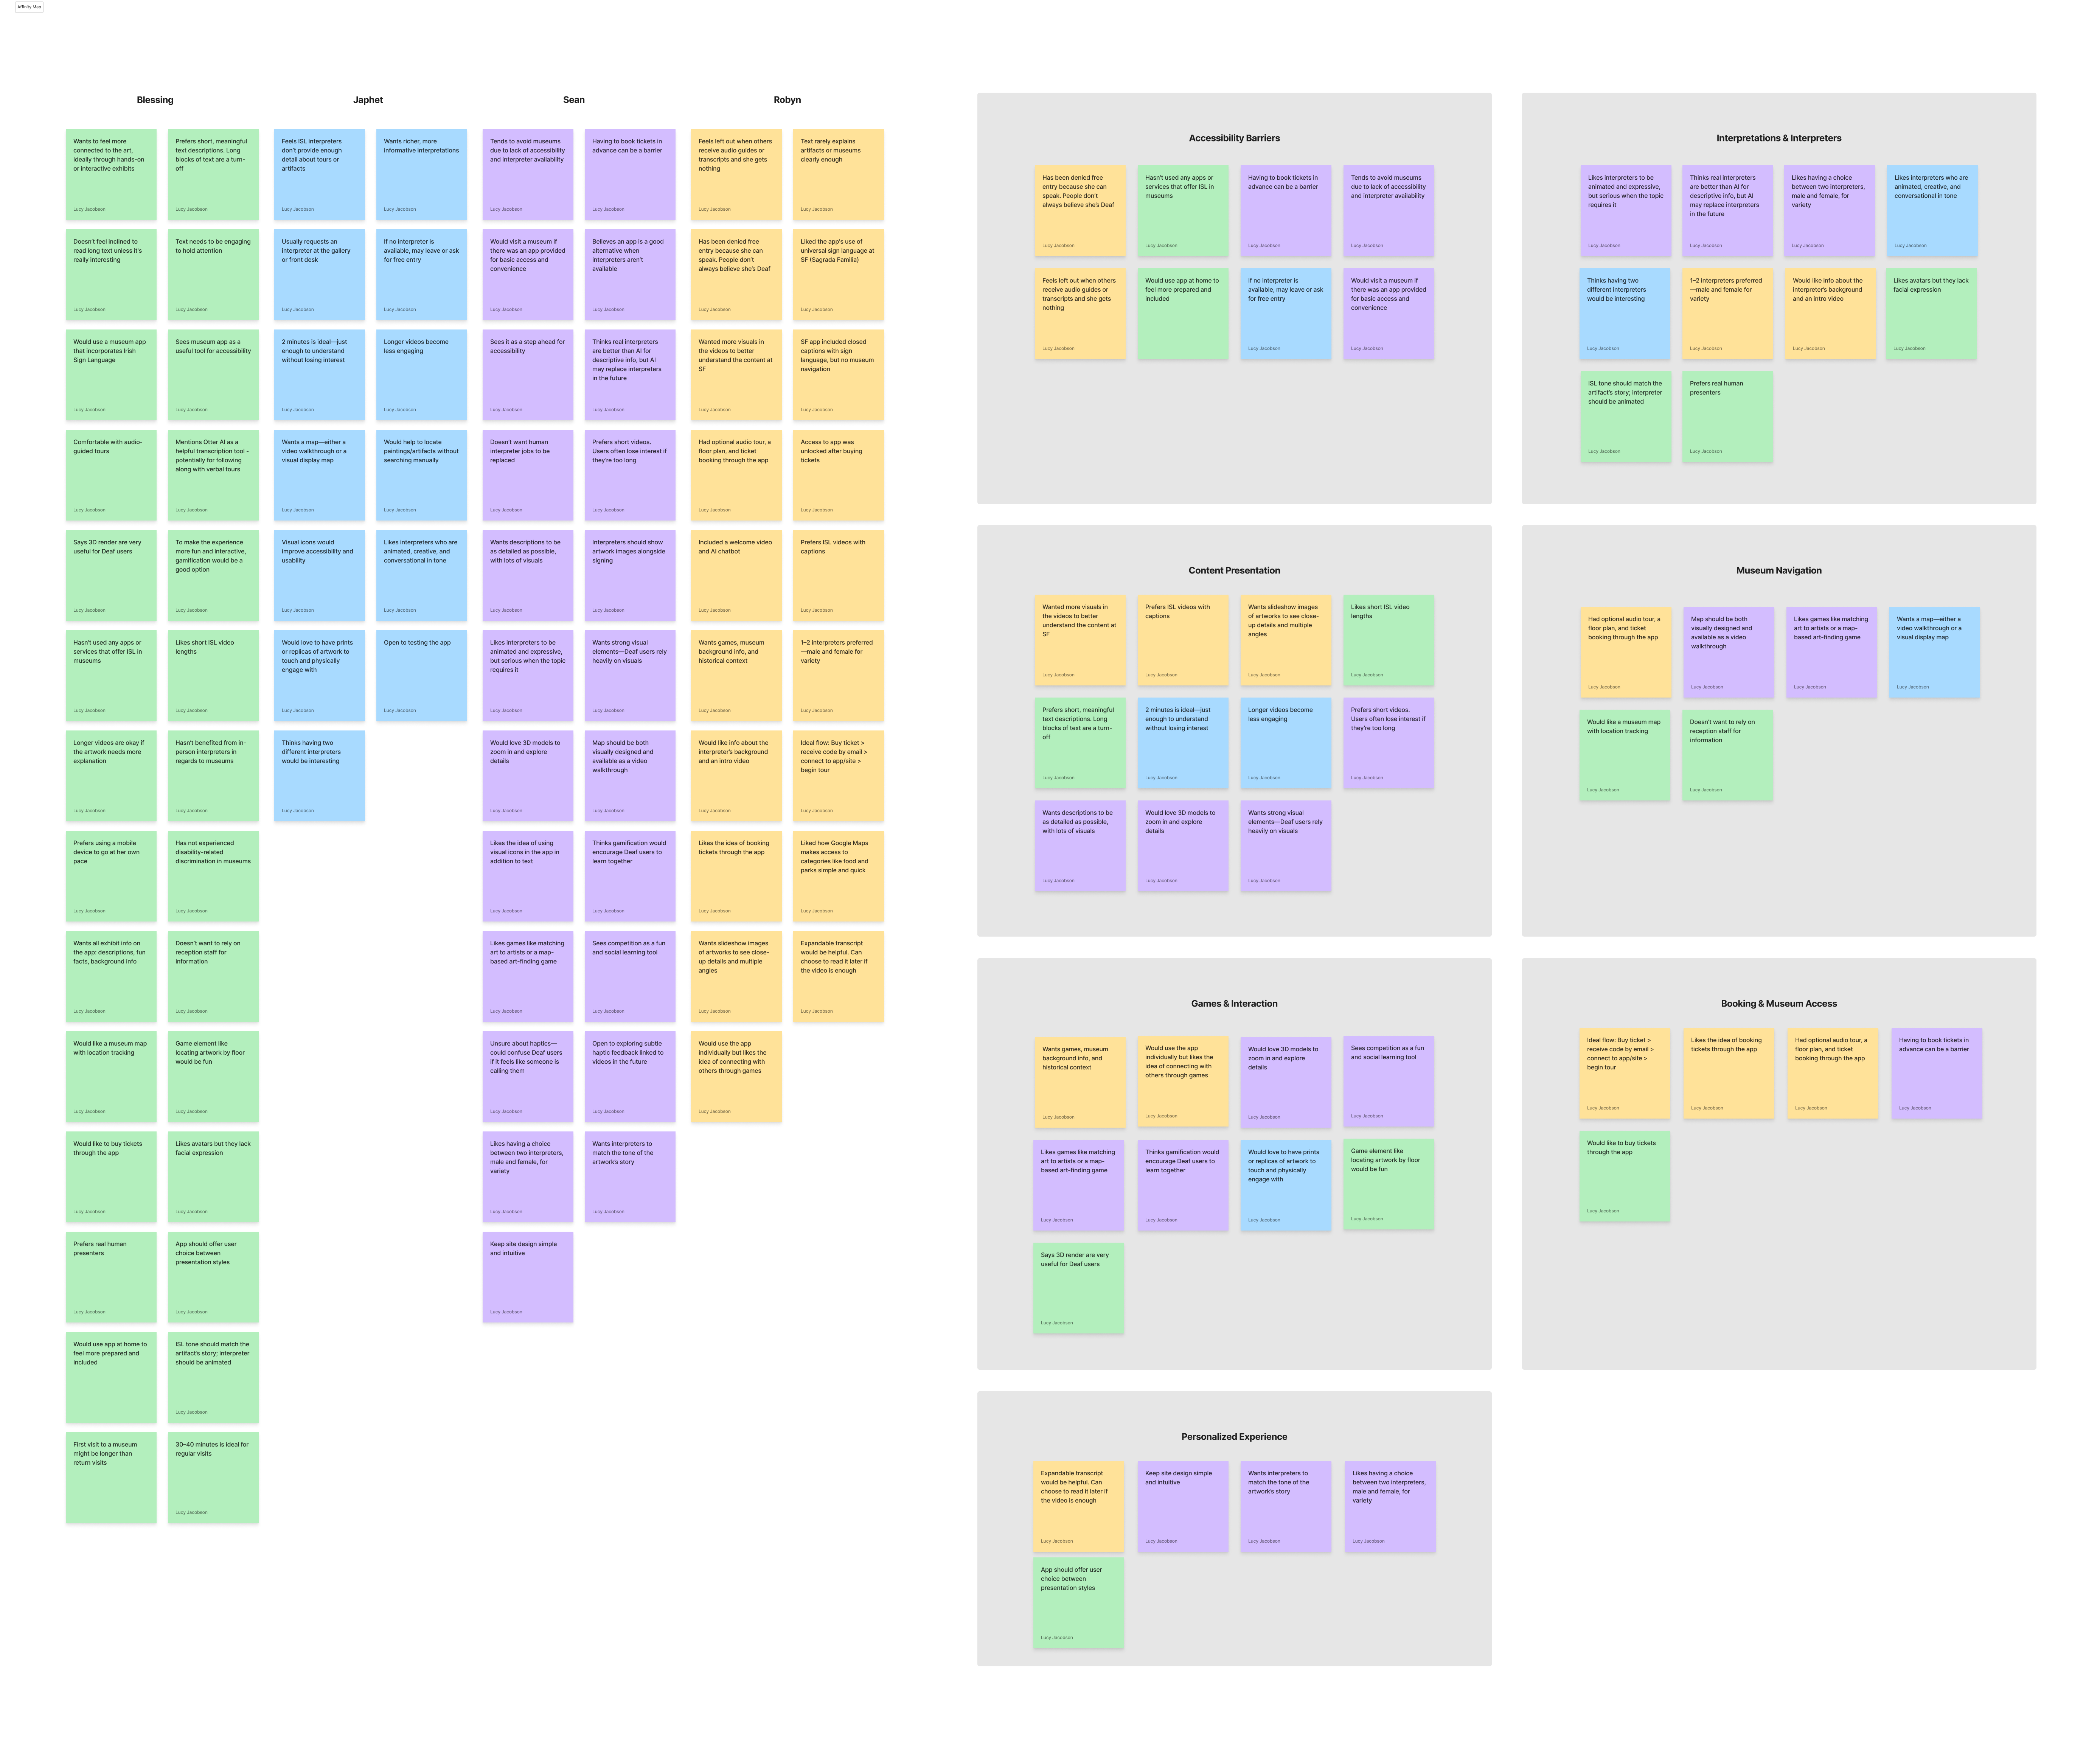 Affinity Map
Blessing
Wants to feel more
connected to the art,
ideally through hands-on
or interactive exhibits
Lucy Jacobson
Prefers short, meaningful
text descriptions. Long
blocks of text are a turn-
off
Lucy Jacobson
Doesn't feel inclined to
read long text unless it's
really interesting
Lucy Jacobson
Text needs to be engaging
to hold attention
Lucy Jacobson
Would use a museum app
that incorporates Irish
Sign Language
Lucy Jacobson
Sees museum app as a
useful tool for accessibility
Lucy Jacobson
Comfortable with audio-
guided tours
Lucy Jacobson
Mentions Otter AI as a
helpful transcription tool -
potentially for following
along with verbal tours
Lucy Jacobson
Says 3D render are very
useful for Deaf users
Lucy Jacobson
To make the experience
more fun and interactive,
gamification would be a
good option
Lucy Jacobson
Hasn't used any apps or
services that offer ISL in
museums
Lucy Jacobson
Likes short ISL video
lengths
Lucy Jacobson
Longer videos are okay if
the artwork needs more
explanation
Lucy Jacobson
Hasn't benefited from in-
person interpreters in
regards to museums
Lucy Jacobson
Prefers using a mobile
device to go at her own
pace
Lucy Jacobson
Has not experienced
disability-related
discrimination in museums
Lucy Jacobson
Wants all exhibit info on
the app: descriptions, fun
facts, background info
Lucy Jacobson
Doesn't want to rely on
reception staff for
information
Lucy Jacobson
Would like a museum map
with location tracking
Lucy Jacobson
Game element like
locating artwork by floor
would be fun
Lucy Jacobson
Would like to buy tickets
through the app
Lucy Jacobson
Likes avatars but they lack
facial expression
Lucy Jacobson
Prefers real human
presenters
Lucy Jacobson
App should offer user
choice between
presentation styles
Lucy Jacobson
Would use app at home to
feel more prepared and
included
ISL tone should match the
artifact's story; interpreter
should be animated
Lucy Jacobson
First visit to a museum
might be longer than
return visits
30-40 minutes is ideal for
regular visits
Lucy Jacobson
Japhet
Feels ISL interpreters
don't provide enough
detail about tours or
artifacts
Lucy Jacobson
Wants richer, more
informative interpretations
Lucy Jacobson
Usually requests an
interpreter at the gallery
or front desk
Lucy Jacobson
If no interpreter is
available, may leave or ask
for free entry
Lucy Jacobson
2 minutes is ideal—just
enough to understand
without losing interest
Lucy Jacobson
Longer videos become
less engaging
Lucy Jacobson
Wants a map—either a
video walkthrough or a
visual display map
Lucy Jacobson
Would help to locate
paintings/artifacts without
searching manually
Lucy Jacobson
Visual icons would
improve accessibility and
usability
Lucy Jacobson
Likes interpreters who are
animated, creative, and
conversational in tone
Lucy Jacobson
Would love to have prints
or replicas of artwork to
touch and physically
engage with
Lucy Jacobson
Open to testing the app
Lucy Jacobson
Thinks having two
different interpreters
would be interesting
Lucy Jacobson
Sean
Tends to avoid museums
due to lack of accessibility
and interpreter availability
Lucy Jacobson
Having to book tickets in
advance can be a barrier
Lucy Jacobson
Would visit a museum if
there was an app provided
for basic access and
convenience
Lucy Jacobson
Believes an app is a good
alternative when
interpreters aren't
available
Lucy Jacobson
Sees it as a step ahead for
accessibility
Lucy Jacobson
Thinks real interpreters
are better than AI for
descriptive info, but AI
may replace interpreters
in the future
Lucy Jacobson
Doesn't want human
interpreter jobs to be
replaced
Lucy Jacobson
Prefers short videos.
Users often lose interest if
they're too long
Lucy Jacobson
Wants descriptions to be
as detailed as possible,
with lots of visuals
Lucy Jacobson
Interpreters should show
artwork images alongside
signing
Lucy Jacobson
Likes interpreters to be
animated and expressive,
but serious when the topic
requires it
Lucy Jacobson
Wants strong visual
elements—Deaf users rely
heavily on visuals
Lucy Jacobson
Would love 3D models to
zoom in and explore
details
Lucy Jacobson
Map should be both
visually designed and
available as a video
walkthrough
Lucy Jacobson
Likes the idea of using
visual icons in the app in
addition to text
Lucy Jacobson
Thinks gamification would
encourage Deaf users to
learn together
Lucy Jacobson
Likes games like matching
art to artists or a map-
based art-finding game
Lucy Jacobson
Sees competition as a fun
and social learning tool
Lucy Jacobson
Unsure about haptics—
could confuse Deaf users
if it feels like someone is
calling them
Lucy Jacobson
Open to exploring subtle
haptic feedback linked to
videos in the future
Lucy Jacobson
Likes having a choice
between two interpreters,
male and female, for
variety
Lucy Jacobson
Wants interpreters to
match the tone of the
artwork's story
Lucy Jacobson
Keep site design simple
and intuitive
Lucy Jacobson
Robyn
Feels left out when others
receive audio guides or
transcripts and she gets
nothing
Lucy Jacobson
Text rarely explains
artifacts or museums
clearly enough
Lucy Jacobson
Has been denied free
entry because she can
speak. People don't
always believe she's Deaf
Lucy Jacobson
Liked the app's use of
universal sign language at
SF (Sagrada Familia)
Lucy Jacobson
Wanted more visuals in
the videos to better
understand the content at
SF
Lucy Jacobson
SF app included closed
captions with sign
language, but no museum
navigation
Lucy Jacobson
Had optional audio tour, a
floor plan, and ticket
booking through the app
Lucy Jacobson
Access to app was
unlocked after buying
tickets
Lucy Jacobson
Included a welcome video
and AI chatbot
Lucy Jacobson
Prefers ISL videos with
captions
Lucy Jacobson
Wants games, museum
background info, and
historical context
Lucy Jacobson
1–2 interpreters preferred
—male and female for
variety
Lucy Jacobson
Would like info about the
interpreter's background
and an intro video
Lucy Jacobson
Ideal flow: Buy ticket >
receive code by email >
connect to app/site >
begin tour
Lucy Jacobson
Likes the idea of booking
tickets through the app
Lucy Jacobson
Liked how Google Maps
makes access to
categories like food and
parks simple and quick
Lucy Jacobson
Wants slideshow images
of artworks to see close-
up details and multiple
angles
Lucy Jacobson
Expandable transcript
would be helpful. Can
choose to read it later if
the video is enough
Lucy Jacobson
Would use the app
individually but likes the
idea of connecting with
others through games
Lucy Jacobson
Accessibility Barriers
Has been denied free
entry because she can
speak. People don't
always believe she's Deaf
Lucy Jacobson
Hasn't used any apps or
services that offer ISL in
museums
Lucy Jacobson
Having to book tickets in
advance can be a barrier
Lucy Jacobson
Tends to avoid museums
due to lack of accessibility
and interpreter availability
Lucy Jacobson
Feels left out when others
receive audio guides or
transcripts and she gets
nothing
Lucy Jacobson
Would use app at home to
feel more prepared and
included
Lucy Jacobson
If no interpreter is
available, may leave or ask
for free entry
Lucy Jacobson
Would visit a museum if
there was an app provided
for basic access and
convenience
Lucy Jacobson
Interpretations & Interpreters
Likes interpreters to be
animated and expressive,
but serious when the topic
requires it
Lucy Jacobson
Thinks real interpreters
are better than AI for
descriptive info, but AI
may replace interpreters
in the future
Lucy Jacobson
Likes having a choice
between two interpreters,
male and female, for
variety
Lucy Jacobson
Likes interpreters who are
animated, creative, and
conversational in tone
Lucy Jacobson
Thinks having two
different interpreters
would be interesting
Lucy Jacobson
1–2 interpreters preferred
—male and female for
variety
Lucy Jacobson
Would like info about the
interpreter's background
and an intro video
Lucy Jacobson
Likes avatars but they lack
facial expression
Lucy Jacobson
ISL tone should match the
artifact's story; interpreter
should be animated
Lucy Jacobson
Prefers real human
presenters
Lucy Jacobson
Content Presentation
Wanted more visuals in
the videos to better
understand the content at
SF
Lucy Jacobson
Prefers ISL videos with
captions
Lucy Jacobson
Wants slideshow images
of artworks to see close-
up details and multiple
angles
Lucy Jacobson
Likes short ISL video
lengths
Lucy Jacobson
Prefers short, meaningful
text descriptions. Long
blocks of text are a turn-
off
Lucy Jacobson
2 minutes is ideal—just
enough to understand
without losing interest
Lucy Jacobson
Longer videos become
less engaging
Lucy Jacobson
Prefers short videos.
Users often lose interest if
they're too long
Lucy Jacobson
Wants descriptions to be
as detailed as possible,
with lots of visuals
Lucy Jacobson
Would love 3D models to
zoom in and explore
details
Lucy Jacobson
Wants strong visual
elements—Deaf users rely
heavily on visuals
Lucy Jacobson
Museum Navigation
Had optional audio tour, a
floor plan, and ticket
booking through the app
Lucy Jacobson
Map should be both
visually designed and
available as a video
walkthrough
Lucy Jacobson
Likes games like matching
art to artists or a map-
based art-finding game
Lucy Jacobson
Wants a map—either a
video walkthrough or a
visual display map
Lucy Jacobson
Would like a museum map
with location tracking
Lucy Jacobson
Doesn't want to rely on
reception staff for
information
Lucy Jacobson
Games & Interaction
Wants games, museum
background info, and
historical context
Lucy Jacobson
Would use the app
individually but likes the
idea of connecting with
others through games
Lucy Jacobson
Would love 3D models to
zoom in and explore
details
Lucy Jacobson
Sees competition as a fun
and social learning tool
Lucy Jacobson
Likes games like matching
art to artists or a map-
based art-finding game
Lucy Jacobson
Thinks gamification would
encourage Deaf users to
learn together
Lucy Jacobson
Would love to have prints
or replicas of artwork to
touch and physically
engage with
Lucy Jacobson
Game element like
locating artwork by floor
would be fun
Lucy Jacobson
Says 3D render are very
useful for Deaf users
Lucy Jacobson
Booking & Museum Access
Ideal flow: Buy ticket >
receive code by email >
connect to app/site >
begin tour
Lucy Jacobson
Likes the idea of booking
tickets through the app
Lucy Jacobson
Had optional audio tour, a
floor plan, and ticket
booking through the app
Lucy Jacobson
Having to book tickets in
advance can be a barrier
Lucy Jacobson
Would like to buy tickets
through the app
Lucy Jacobson
Personalized Experience
Expandable transcript
would be helpful. Can
choose to read it later if
the video is enough
Lucy Jacobson
Keep site design simple
and intuitive
Lucy Jacobson
Wants interpreters to
match the tone of the
artwork's story
Lucy Jacobson
Likes having a choice
between two interpreters,
male and female, for
variety
Lucy Jacobson
App should offer user
choice between
presentation styles
Lucy Jacobson